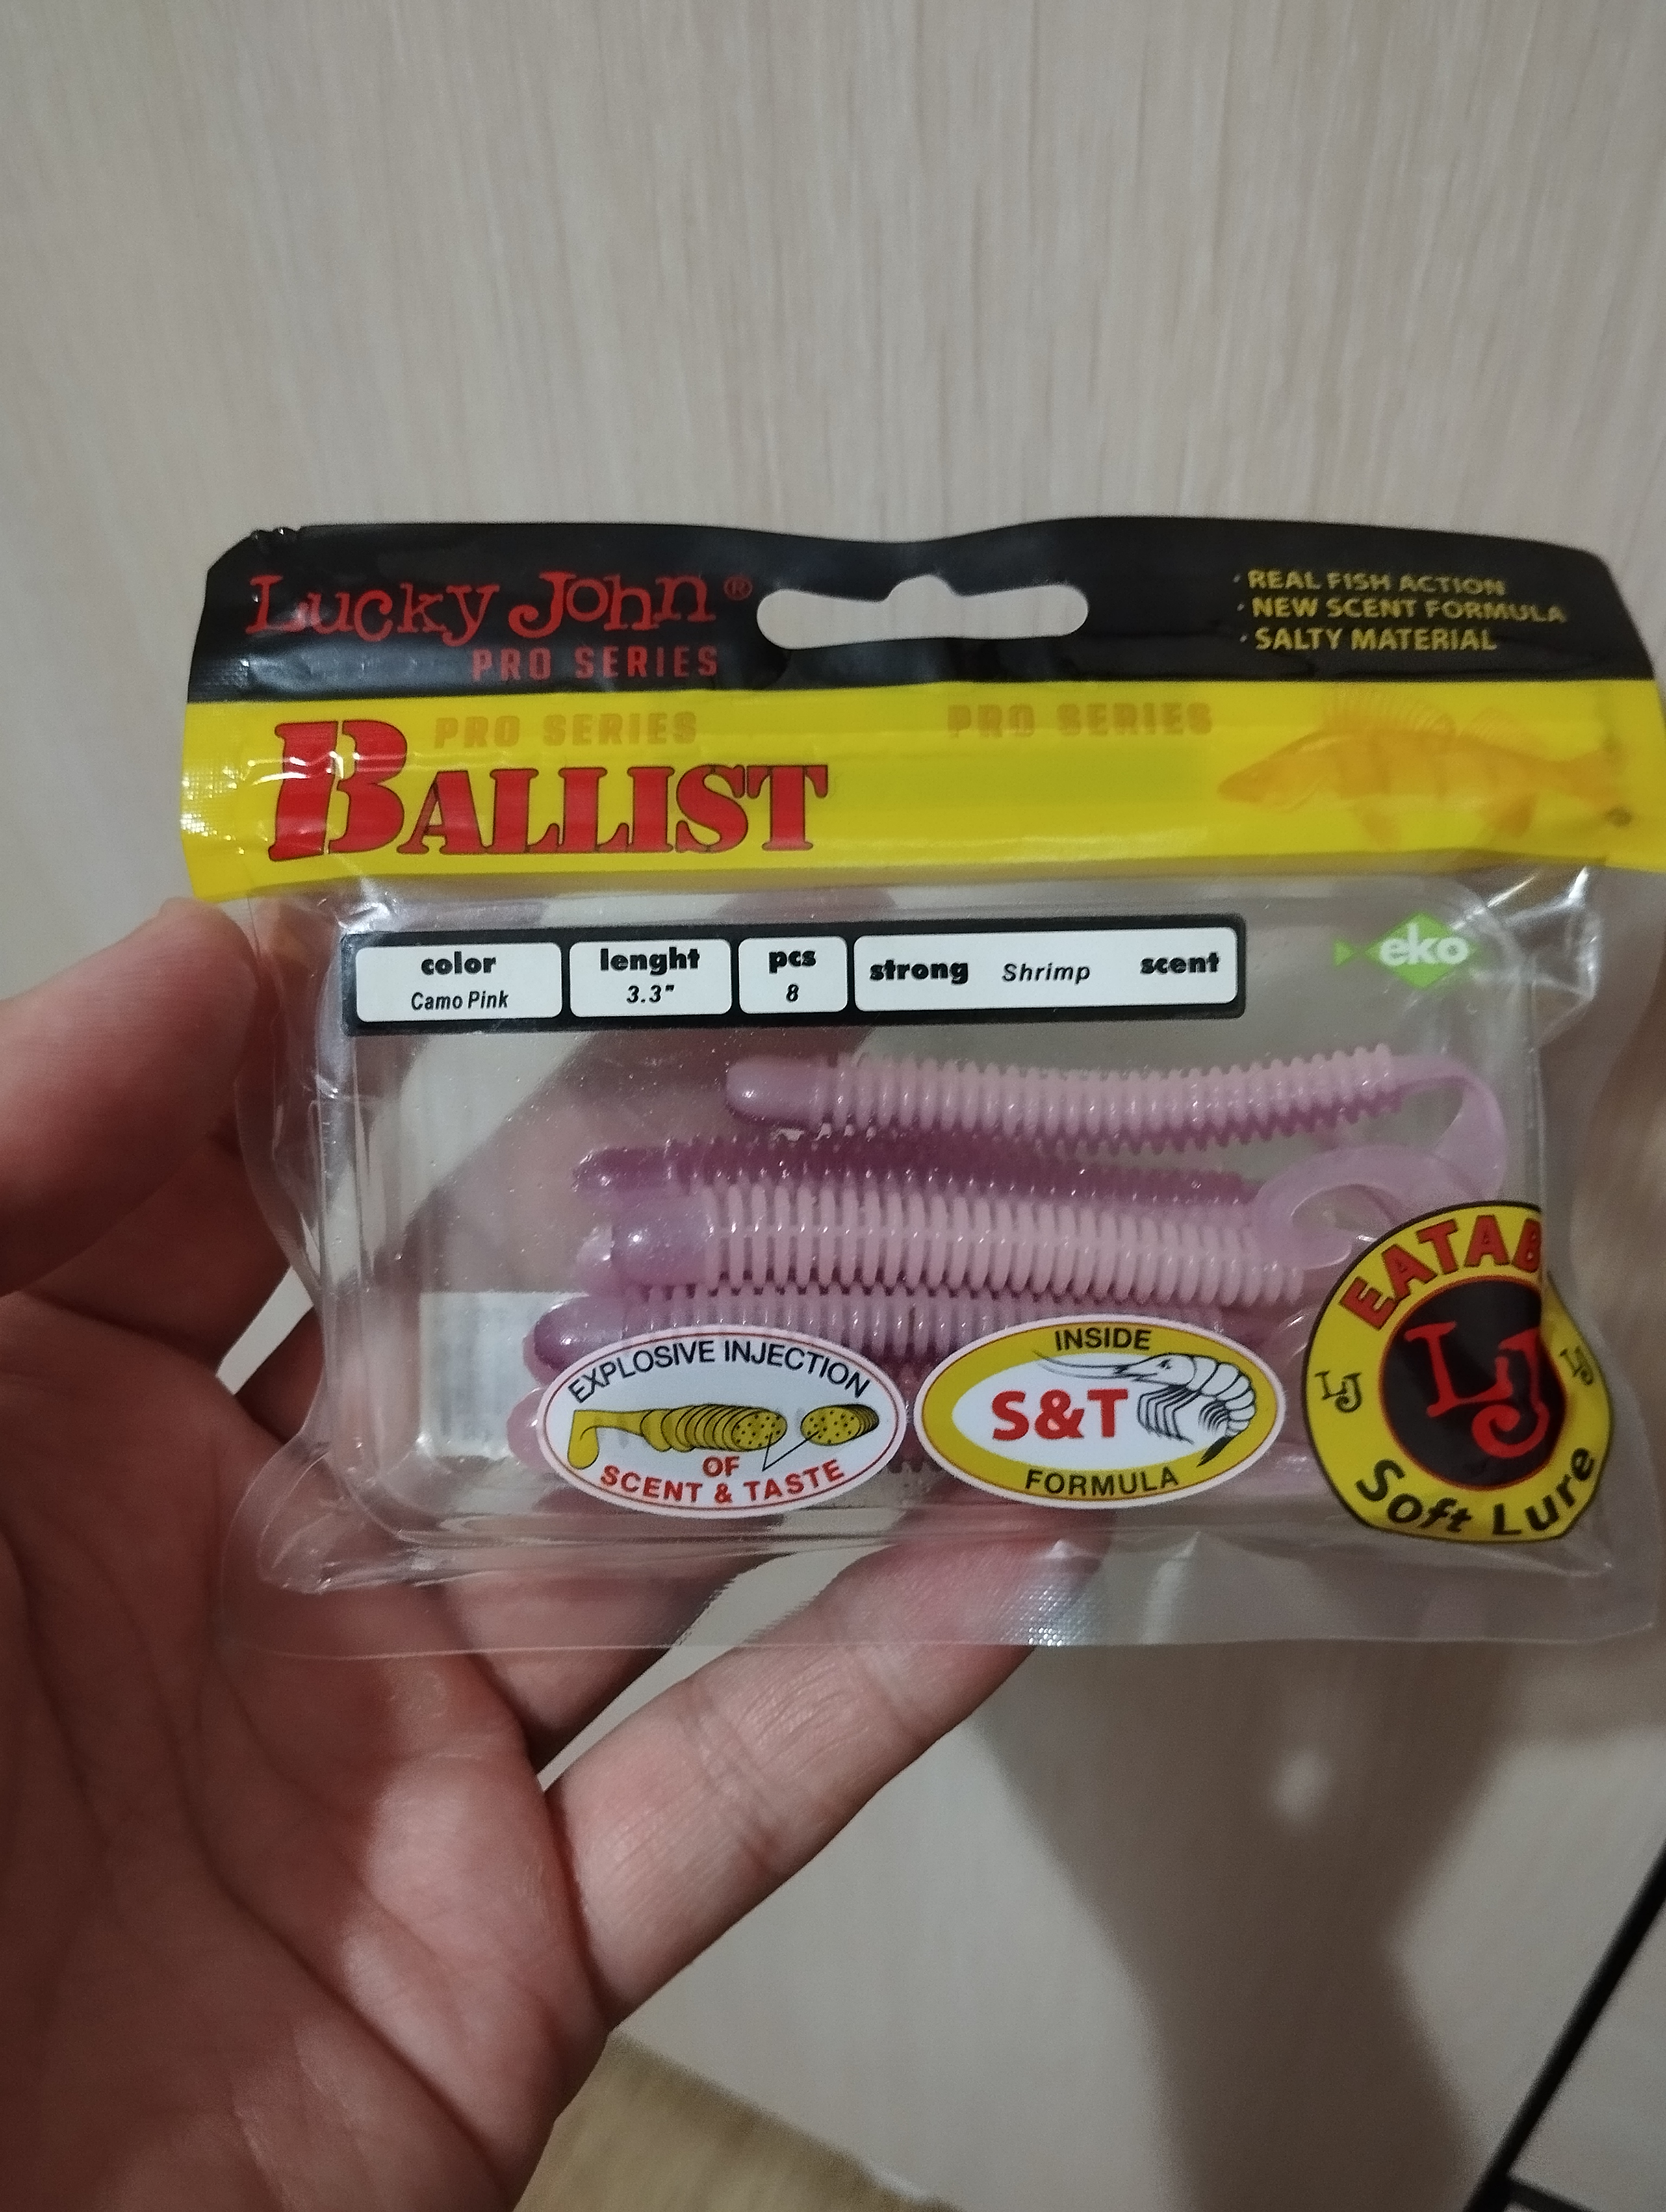 Lucky John®
PRO SERIES
· REAL FISH ACTION
· NEW SCENT FORMULA
· SALTY MATERIAL
PRO SERIES
PRO SERIES
BALLIST
color
Camo Pink
lenght
3.3"
pcs
8
strong Shrimp scent
eko
EXPLOSIVE INJECTION
OF
SCENT & TASTE
INSIDE
S&T
FORMULA
EATAB
LJ
LJ
LJ
Soft Lure